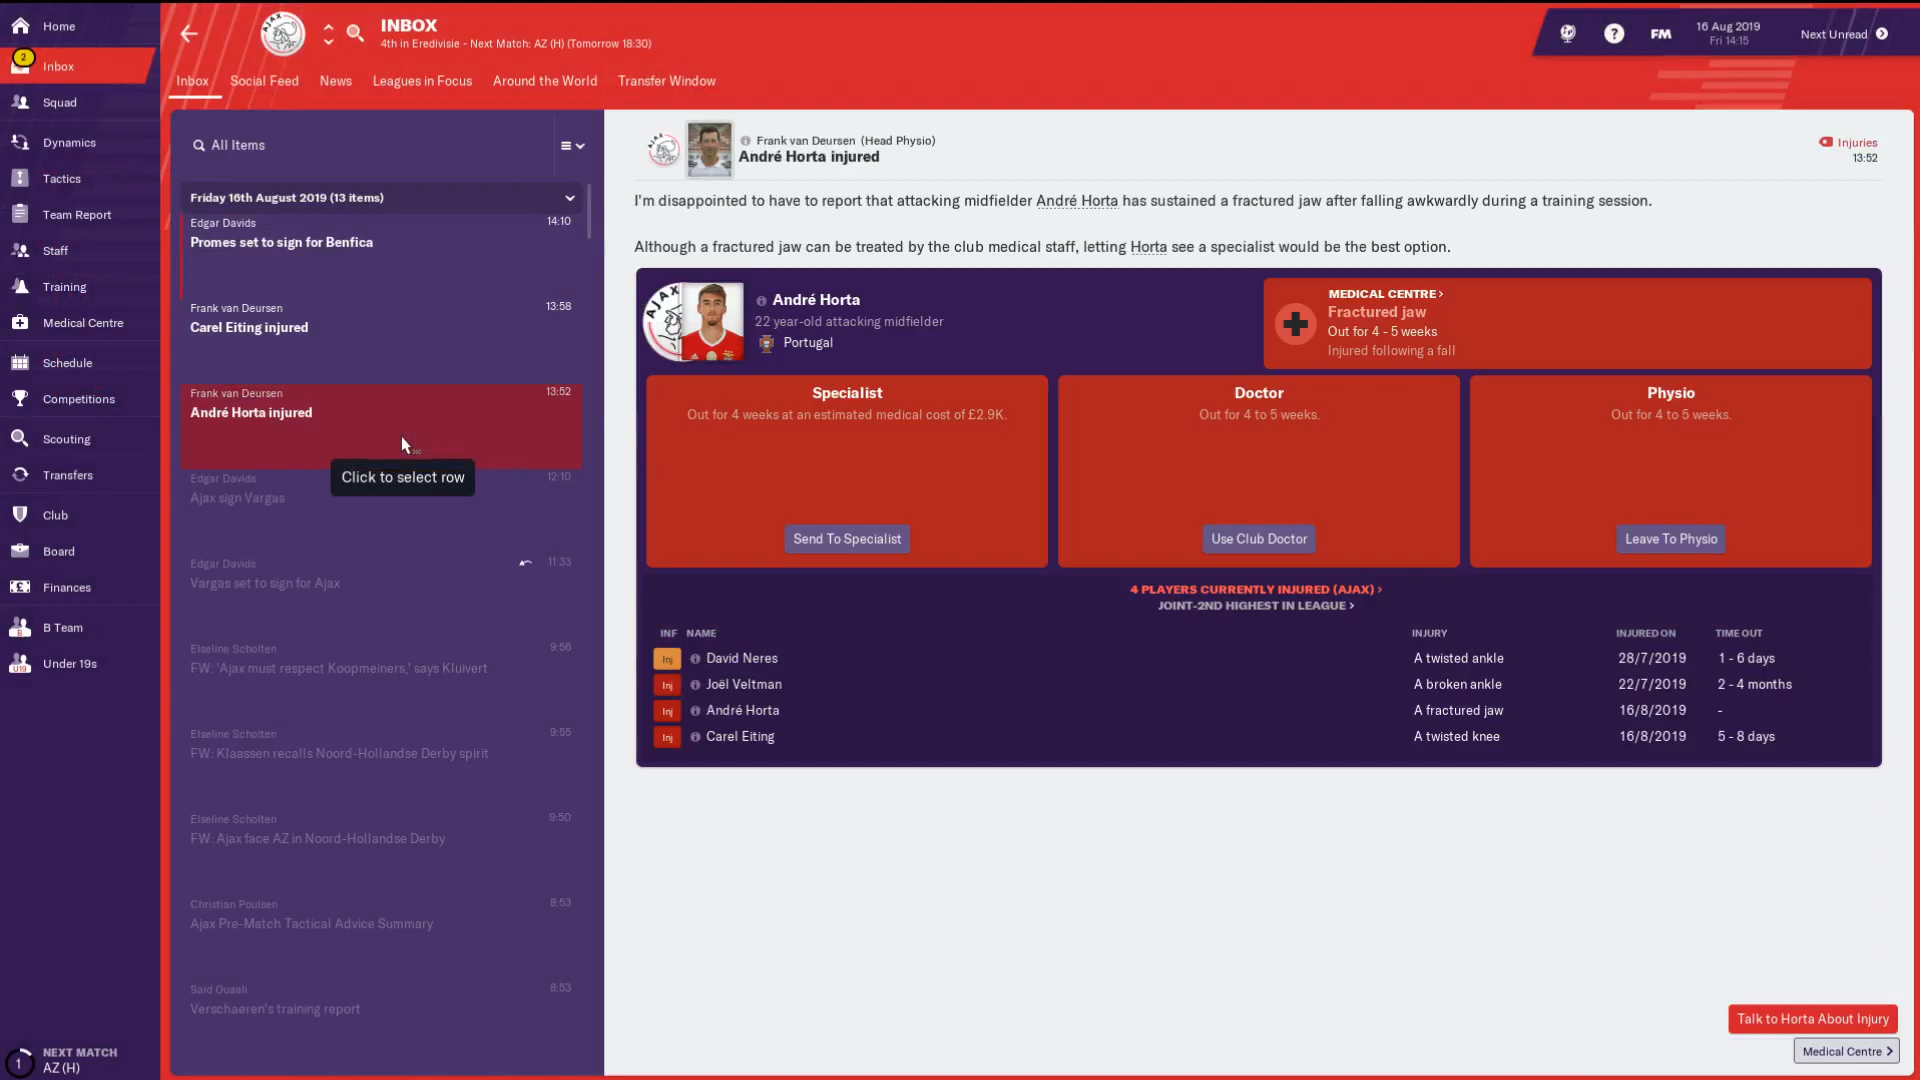 Home
2
Inbox
Squad
Dynamics
Tactics
Team Report
Staff
Training
Medical Centre
Schedule
Competitions
Scouting
Transfers
Club
Board
Finances
B Team
Under 19s
1
NEXT MATCH
AZ (H)
INBOX
4th in Eredivisie - Next Match: AZ (H) (Tomorrow 18:30)
FM
16 Aug 2019
Fri 14:15
Next Unread
Inbox
Social Feed
News
Leagues in Focus
Around the World
Transfer Window
All Items
Friday 16th August 2019 (13 items)
Edgar Davids 14:10
Promes set to sign for Benfica
Frank van Deursen 13:58
Carel Eiting injured
Frank van Deursen 13:52
André Horta injured
Click to select row
Edgar Davids 12:10
Ajax sign Vargas
Edgar Davids 11:33
Vargas set to sign for Ajax
Elseline Scholten 9:56
FW: 'Ajax must respect Koopmeiners,' says Kluivert
Elseline Scholten 9:55
FW: Klaassen recalls Noord-Hollandse Derby spirit
Elseline Scholten 9:50
FW: Ajax face AZ in Noord-Hollandse Derby
Christian Poulsen 8:53
Ajax Pre-Match Tactical Advice Summary
Saïd Ouaali 8:53
Verschaeren's training report
Frank van Deursen (Head Physio)
André Horta injured
Injuries
13:52
I'm disappointed to have to report that attacking midfielder André Horta has sustained a fractured jaw after falling awkwardly during a training session.
Although a fractured jaw can be treated by the club medical staff, letting Horta see a specialist would be the best option.
AJAX
André Horta
22 year-old attacking midfielder
Portugal
MEDICAL CENTRE
Fractured jaw
Out for 4 - 5 weeks
Injured following a fall
Specialist
Out for 4 weeks at an estimated medical cost of £2.9K.
Send To Specialist
Doctor
Out for 4 to 5 weeks.
Use Club Doctor
Physio
Out for 4 to 5 weeks.
Leave To Physio
4 PLAYERS CURRENTLY INJURED (AJAX)
JOINT-2ND HIGHEST IN LEAGUE
INF NAME INJURY INJURED ON TIME OUT
Inj David Neres A twisted ankle 28/7/2019 1 - 6 days
Inj Joël Veltman A broken ankle 22/7/2019 2 - 4 months
Inj André Horta A fractured jaw 16/8/2019 -
Inj Carel Eiting A twisted knee 16/8/2019 5 - 8 days
Talk to Horta About Injury
Medical Centre